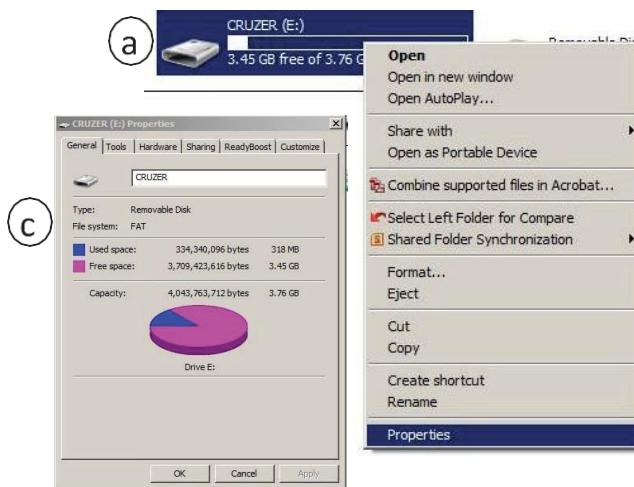 a
CRUZER (E:)
3.45 GB free of 3.76 G
Open
Open in new window
Open AutoPlay...
Share with
Open as Portable Device
Combine supported files in Acrobat...
Select Left Folder for Compare
Shared Folder Synchronization
Format...
Eject
Cut
Copy
Create shortcut
Rename
Properties
c
CRUZER (E:) Properties
General Tools Hardware Sharing ReadyBoost Customize
CRUZER
Type: Removable Disk
File system: FAT
Used space: 334,340,096 bytes 318 MB
Free space: 3,709,423,616 bytes 3.45 GB
Capacity: 4,043,763,712 bytes 3.76 GB
Drive E:
OK Cancel Apply